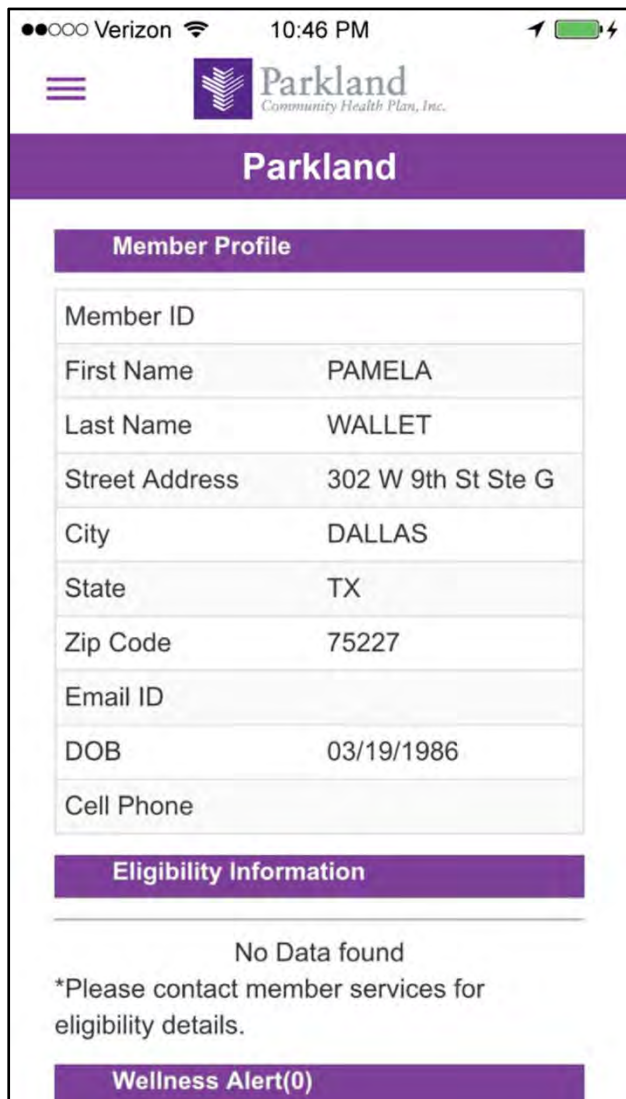 Verizon 10:46 PM
Parkland
Community Health Plan, Inc.
Parkland
Member Profile
Member ID
First Name PAMELA
Last Name WALLET
Street Address 302 W 9th St Ste G
City DALLAS
State TX
Zip Code 75227
Email ID
DOB 03/19/1986
Cell Phone
Eligibility Information
No Data found
*Please contact member services for
eligibility details.
Wellness Alert(0)